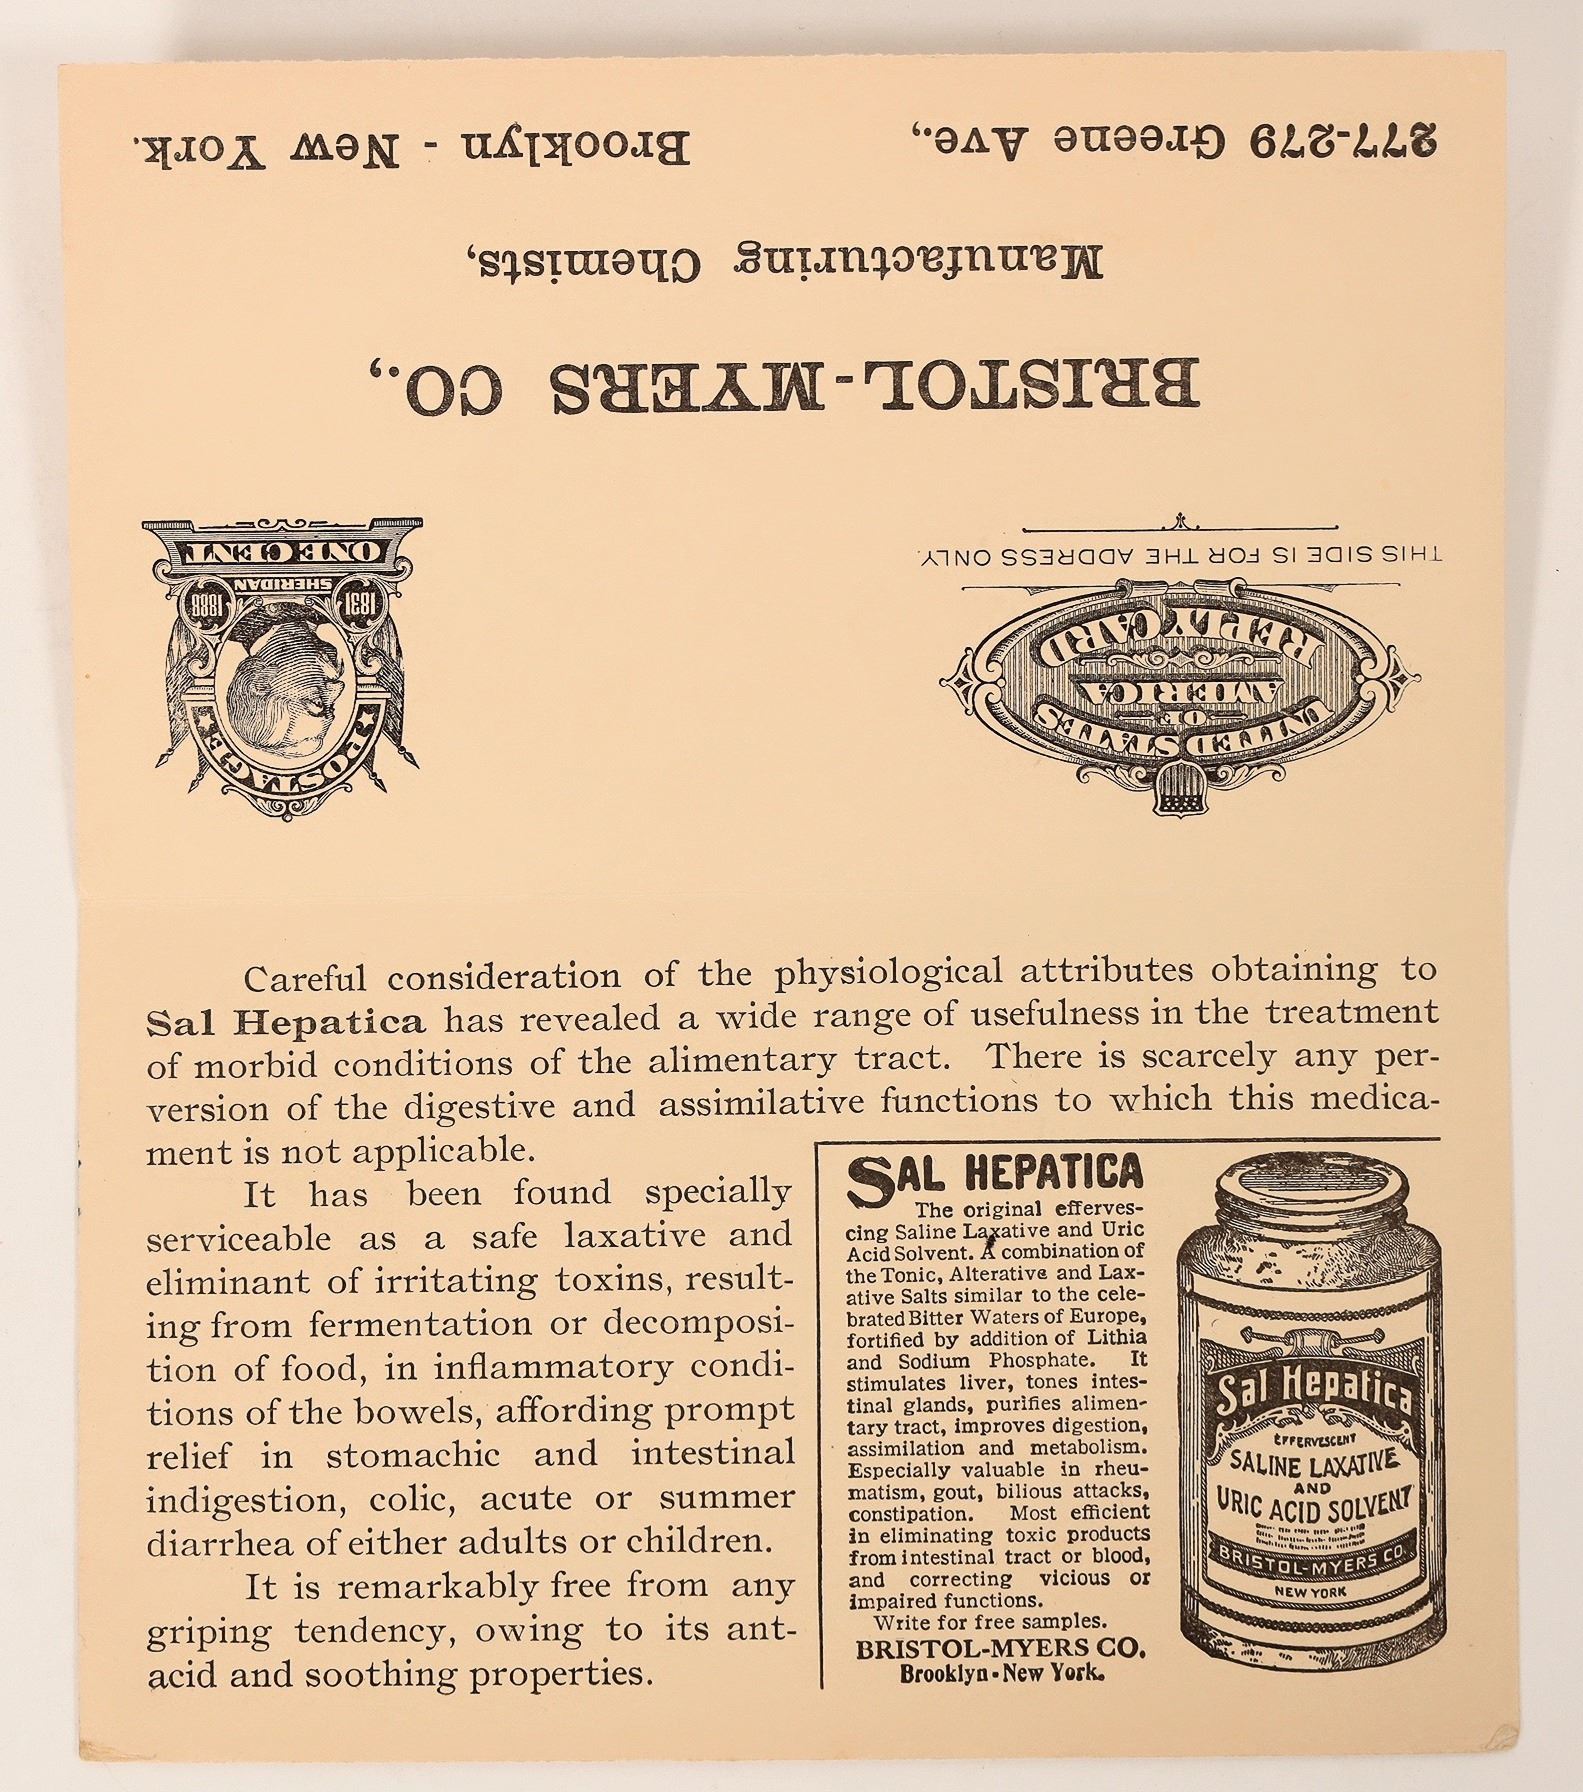 277-279 Greene Ave., Brooklyn - New York.
Manufacturing Chemists,
BRISTOL-MYERS CO.,
ONE CENT
SHERIDAN
1831 1888
POSTAGE
THIS SIDE IS FOR THE ADDRESS ONLY.
UNITED STATES
OF
AMERICA
REPLY CARD
Careful consideration of the physiological attributes obtaining to
Sal Hepatica has revealed a wide range of usefulness in the treatment
of morbid conditions of the alimentary tract. There is scarcely any per-
version of the digestive and assimilative functions to which this medica-
ment is not applicable.
It has been found specially
serviceable as a safe laxative and
eliminant of irritating toxins, result-
ing from fermentation or decomposi-
tion of food, in inflammatory condi-
tions of the bowels, affording prompt
relief in stomachic and intestinal
indigestion, colic, acute or summer
diarrhea of either adults or children.
It is remarkably free from any
griping tendency, owing to its ant-
acid and soothing properties.
SAL HEPATICA
The original efferves-
cing Saline Laxative and Uric
Acid Solvent. A combination of
the Tonic, Alterative and Lax-
ative Salts similar to the cele-
brated Bitter Waters of Europe,
fortified by addition of Lithia
and Sodium Phosphate. It
stimulates liver, tones intes-
tinal glands, purifies alimen-
tary tract, improves digestion,
assimilation and metabolism.
Especially valuable in rheu-
matism, gout, bilious attacks,
constipation. Most efficient
in eliminating toxic products
from intestinal tract or blood,
and correcting vicious or
impaired functions.
Write for free samples.
BRISTOL-MYERS CO.
Brooklyn-New York.
Sal Hepatica
EFFERVESCENT
SALINE LAXATIVE
AND
URIC ACID SOLVENT
BRISTOL-MYERS CO.
NEW YORK